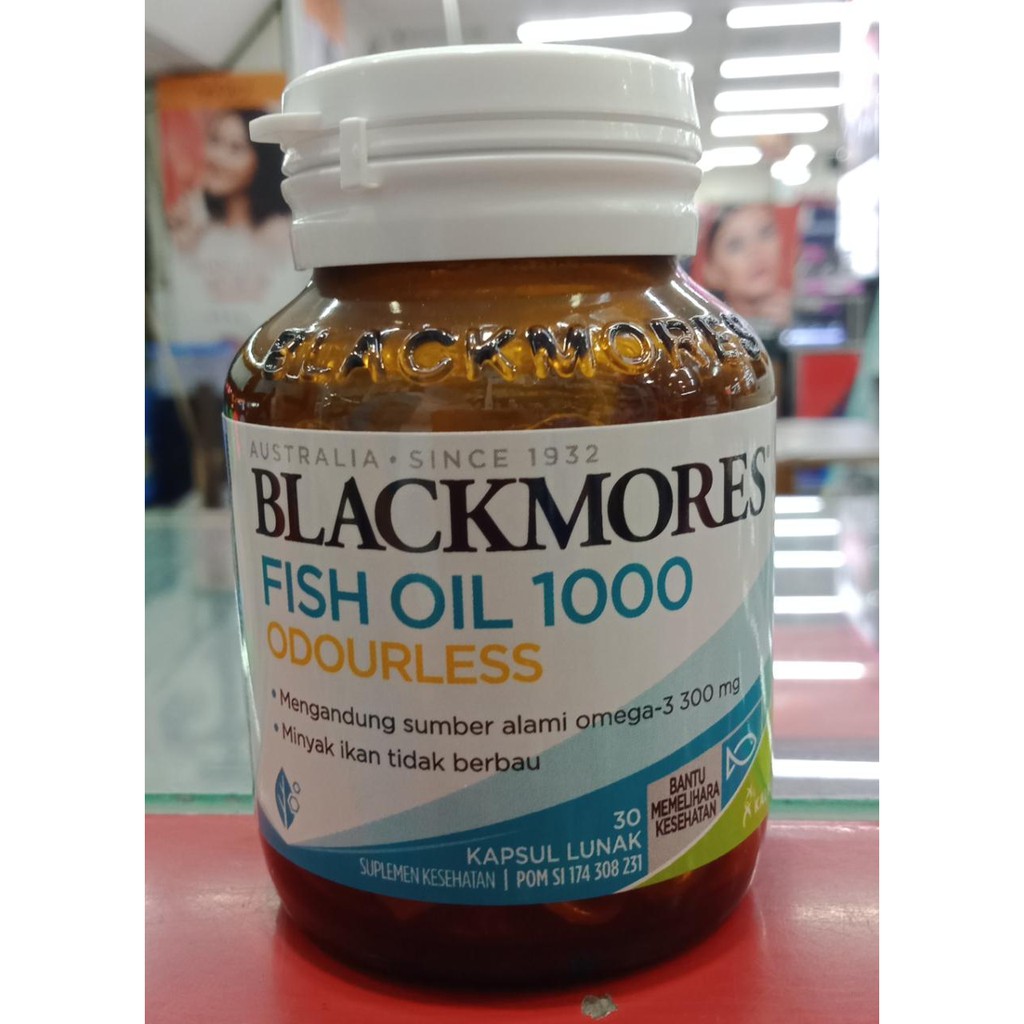 BLACKMORES
AUSTRALIA • SINCE 1932
BLACKMORES
FISH OIL 1000
ODOURLESS
• Mengandung sumber alami omega-3 300 mg
• Minyak ikan tidak berbau
BANTU
MEMELIHARA
KESEHATAN
30
KAPSUL LUNAK
SUPLEMEN KESEHATAN | POM SI 174 308 231